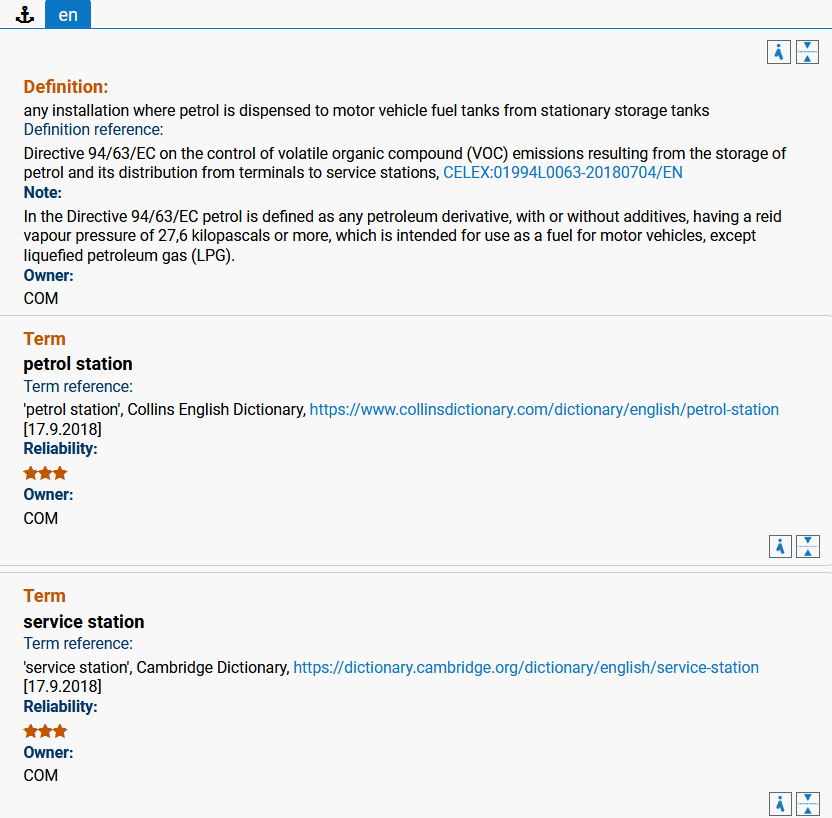 en
Definition:
any installation where petrol is dispensed to motor vehicle fuel tanks from stationary storage tanks
Definition reference:
Directive 94/63/EC on the control of volatile organic compound (VOC) emissions resulting from the storage of
petrol and its distribution from terminals to service stations, CELEX:01994L0063-20180704/EN
Note:
In the Directive 94/63/EC petrol is defined as any petroleum derivative, with or without additives, having a reid
vapour pressure of 27,6 kilopascals or more, which is intended for use as a fuel for motor vehicles, except
liquefied petroleum gas (LPG).
Owner:
COM
Term
petrol station
Term reference:
'petrol station', Collins English Dictionary, https://www.collinsdictionary.com/dictionary/english/petrol-station
[17.9.2018]
Reliability:
Owner:
COM
Term
service station
Term reference:
'service station', Cambridge Dictionary, https://dictionary.cambridge.org/dictionary/english/service-station
[17.9.2018]
Reliability:
Owner:
COM